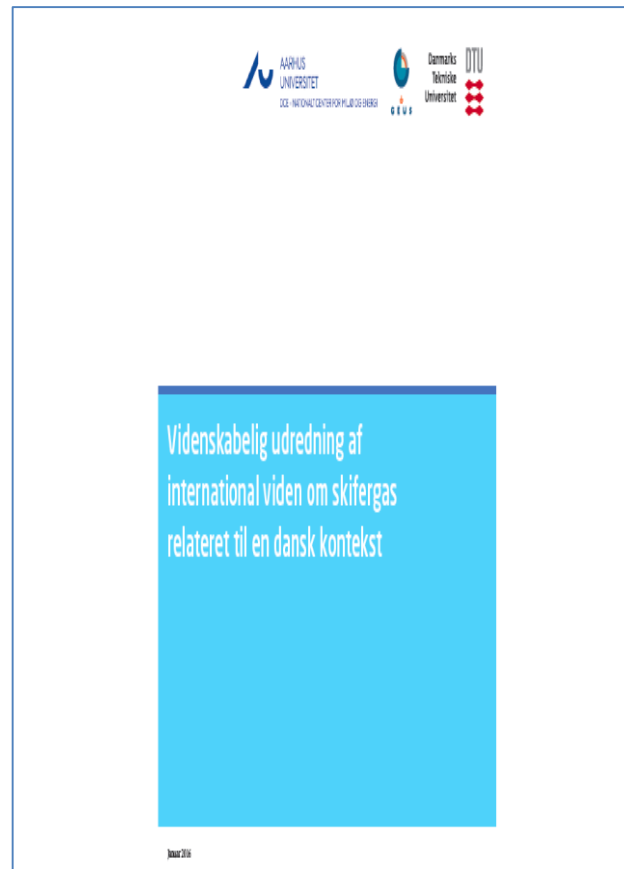 AARHUS
UNIVERSITET
DCE - NATIONALT CENTER FOR MILJØ OG ENERGI
GEUS
Danmarks
Tekniske
Universitet
DTU
Videnskabelig udredning af
international viden om skifergas
relateret til en dansk kontekst
Januar 2016